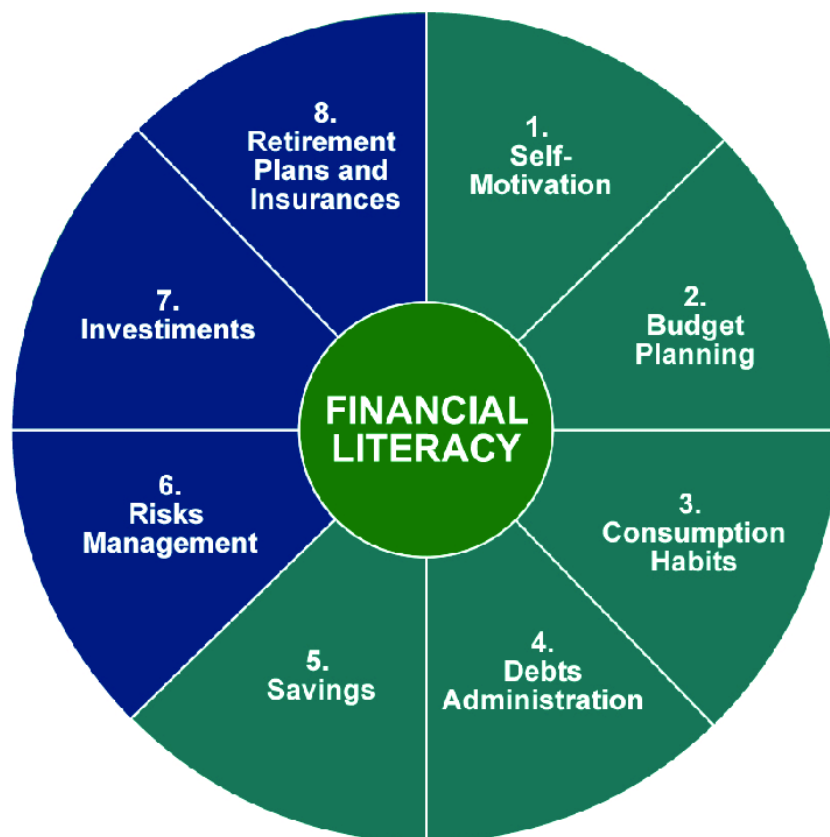 1.
Self-
Motivation
2.
Budget
Planning
3.
Consumption
Habits
4.
Debts
Administration
5.
Savings
6.
Risks
Management
7.
Investiments
8.
Retirement
Plans and
Insurances
FINANCIAL
LITERACY